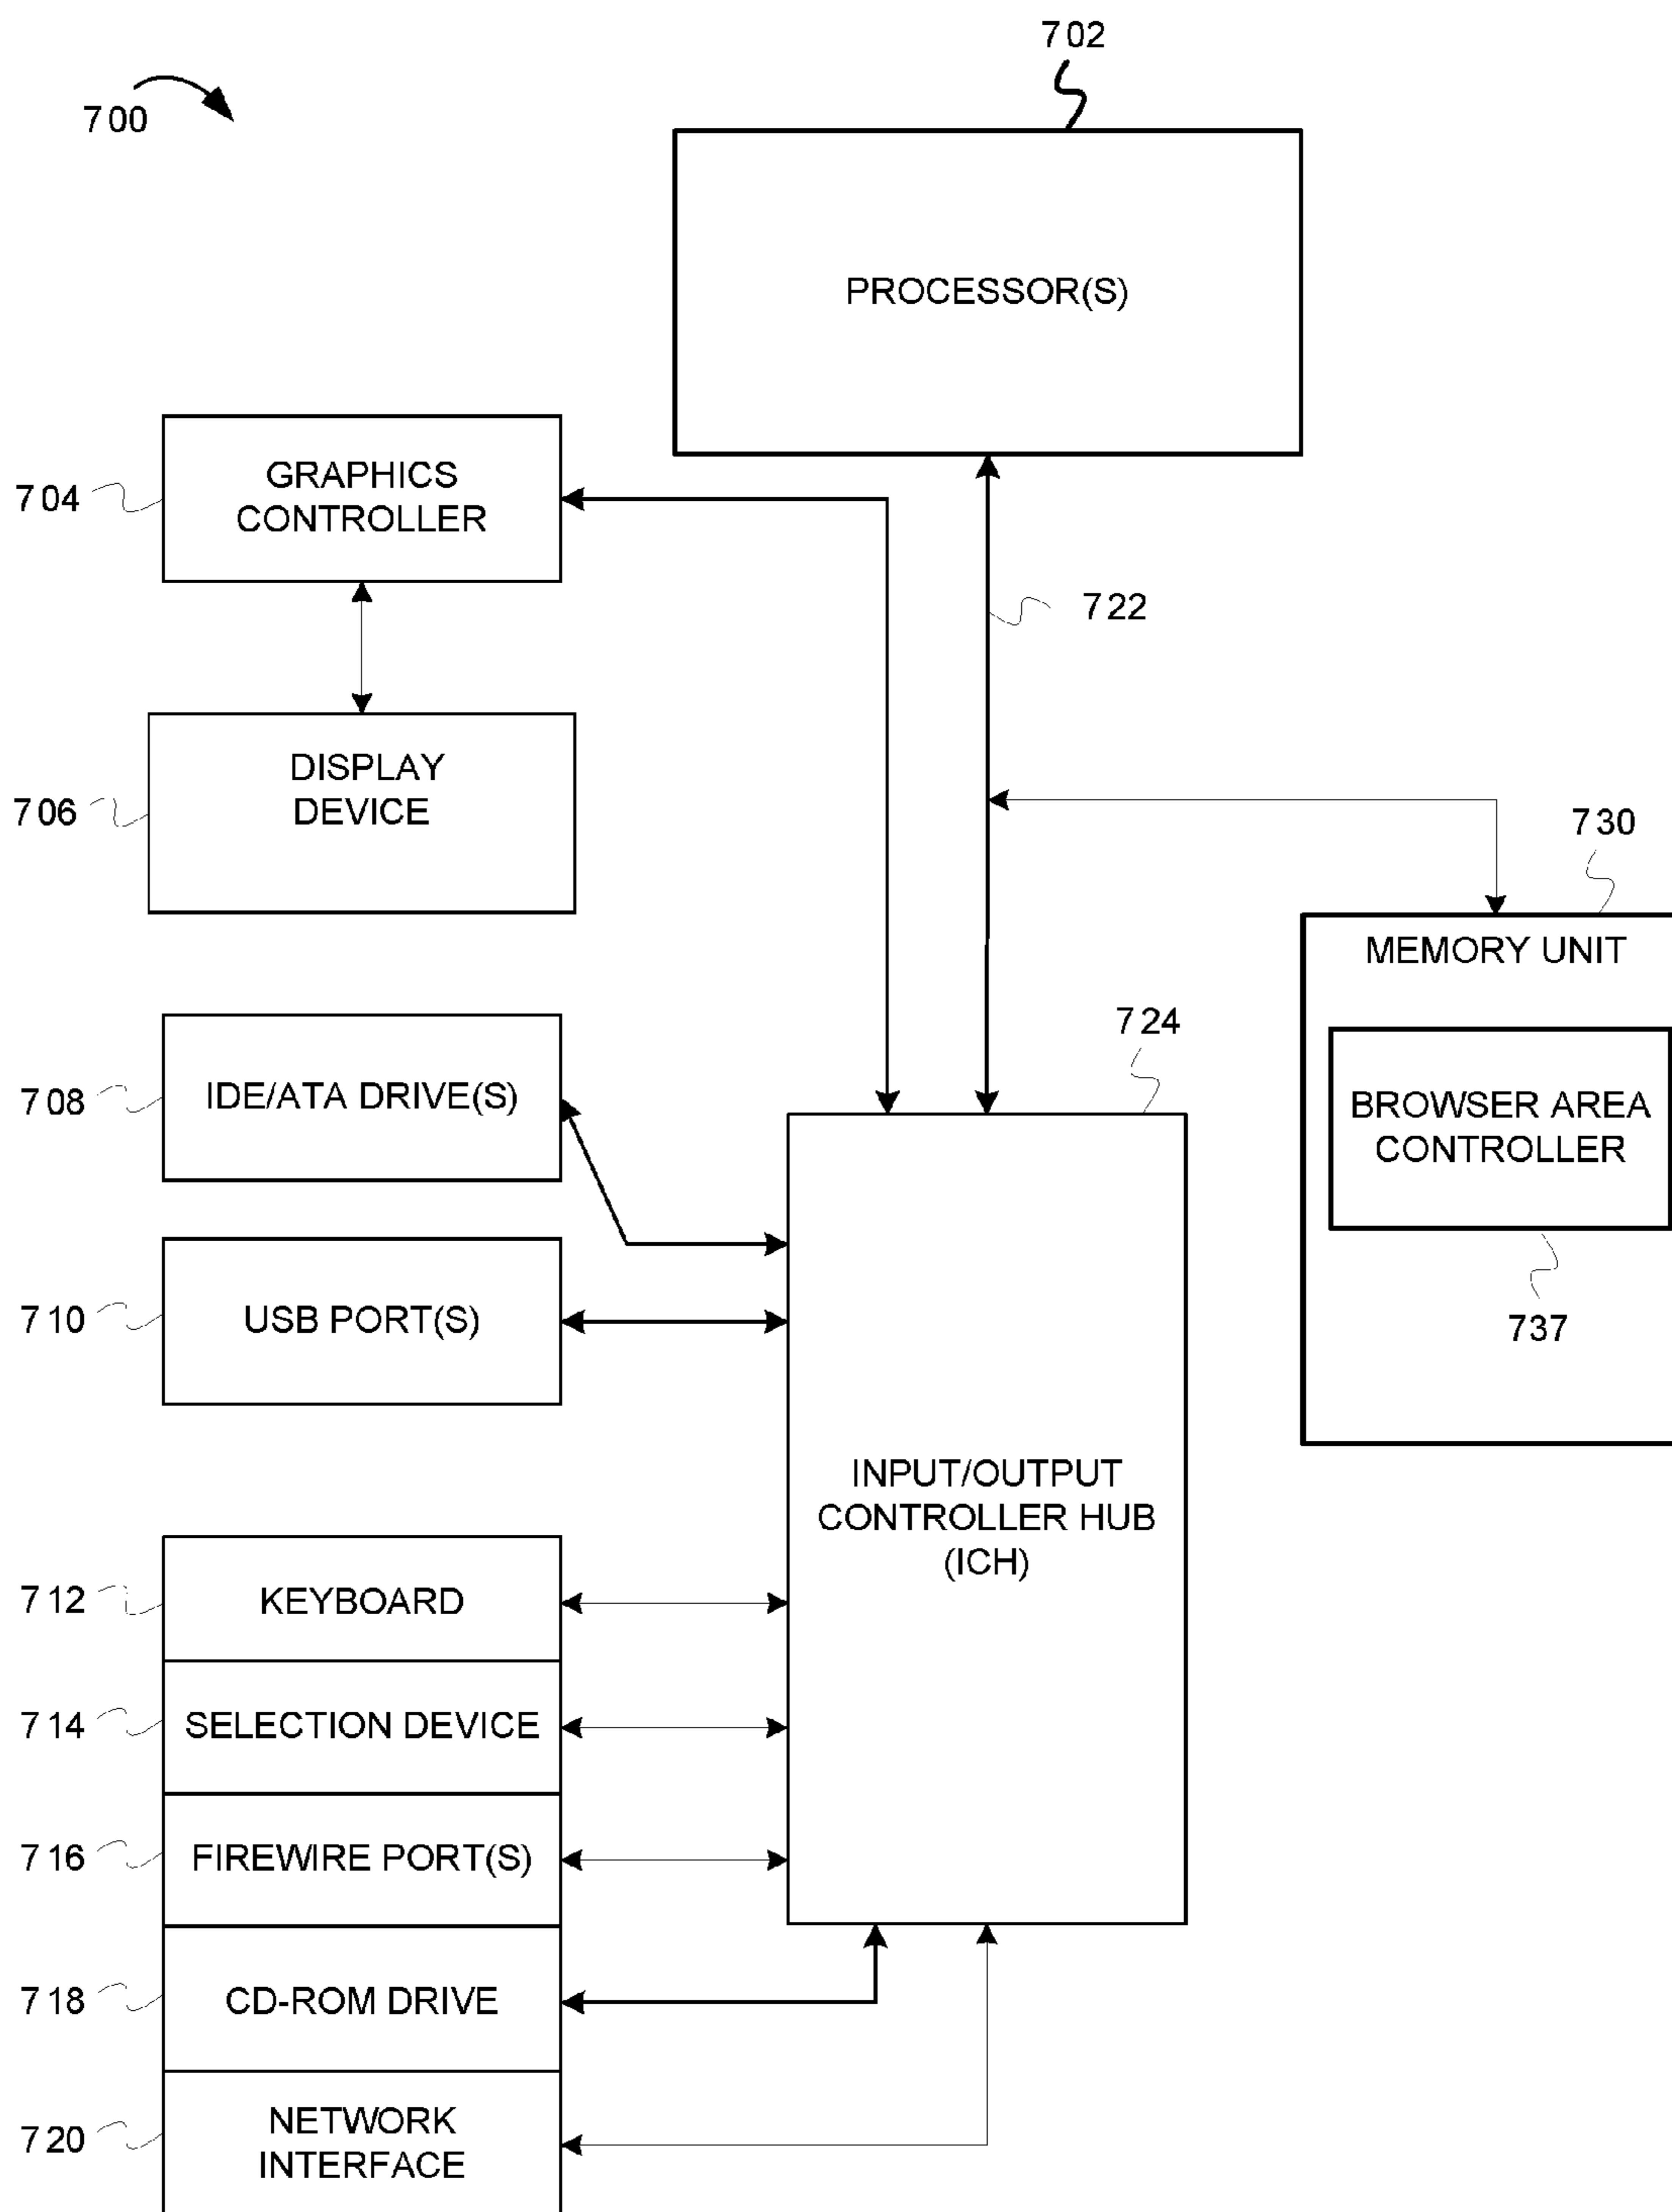 702
700
PROCESSOR(S)
GRAPHICS
CONTROLLER
704
722
DISPLAY
DEVICE
706
730
MEMORY UNIT
724
708
IDE/ATA DRIVE(S)
BROWSER AREA
CONTROLLER
710
USB PORT(S)
737
INPUT/OUTPUT
CONTROLLER HUB
(ICH)
712
KEYBOARD
714
SELECTION DEVICE
716
FIREWIRE PORT(S)
718
CD-ROM DRIVE
720
NETWORK
INTERFACE